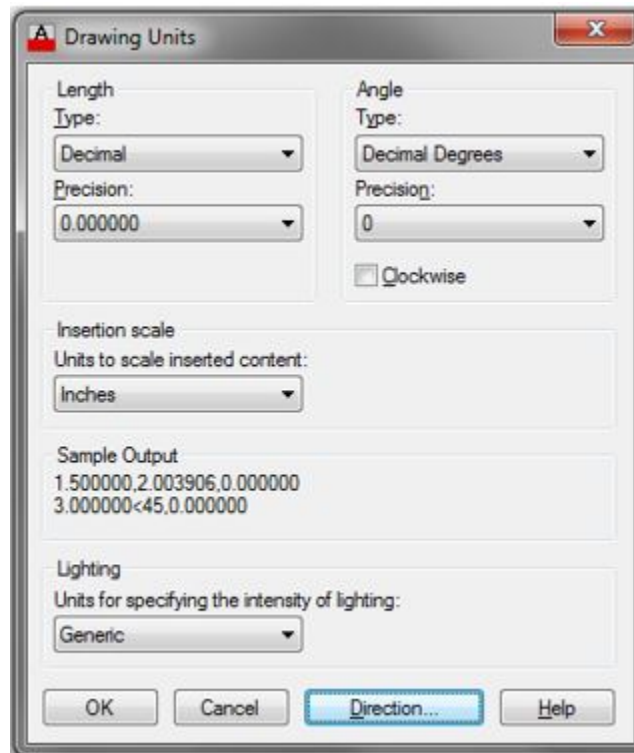 Drawing Units
Length
Type:
Decimal
Precision:
0.000000
Angle
Type:
Decimal Degrees
Precision:
0
Clockwise
Insertion scale
Units to scale inserted content:
Inches
Sample Output
1.500000,2.003906,0.000000
3.000000<45,0.000000
Lighting
Units for specifying the intensity of lighting:
Generic
OK Cancel Direction... Help